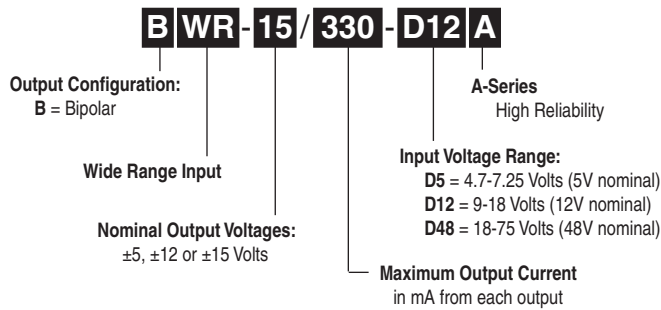 BWR-15/330-D12A
Output Configuration:
B = Bipolar
Wide Range Input
Nominal Output Voltages:
±5, ±12 or ±15 Volts
A-Series
High Reliability
Input Voltage Range:
D5 = 4.7-7.25 Volts (5V nominal)
D12 = 9-18 Volts (12V nominal)
D48 = 18-75 Volts (48V nominal)
Maximum Output Current
in mA from each output